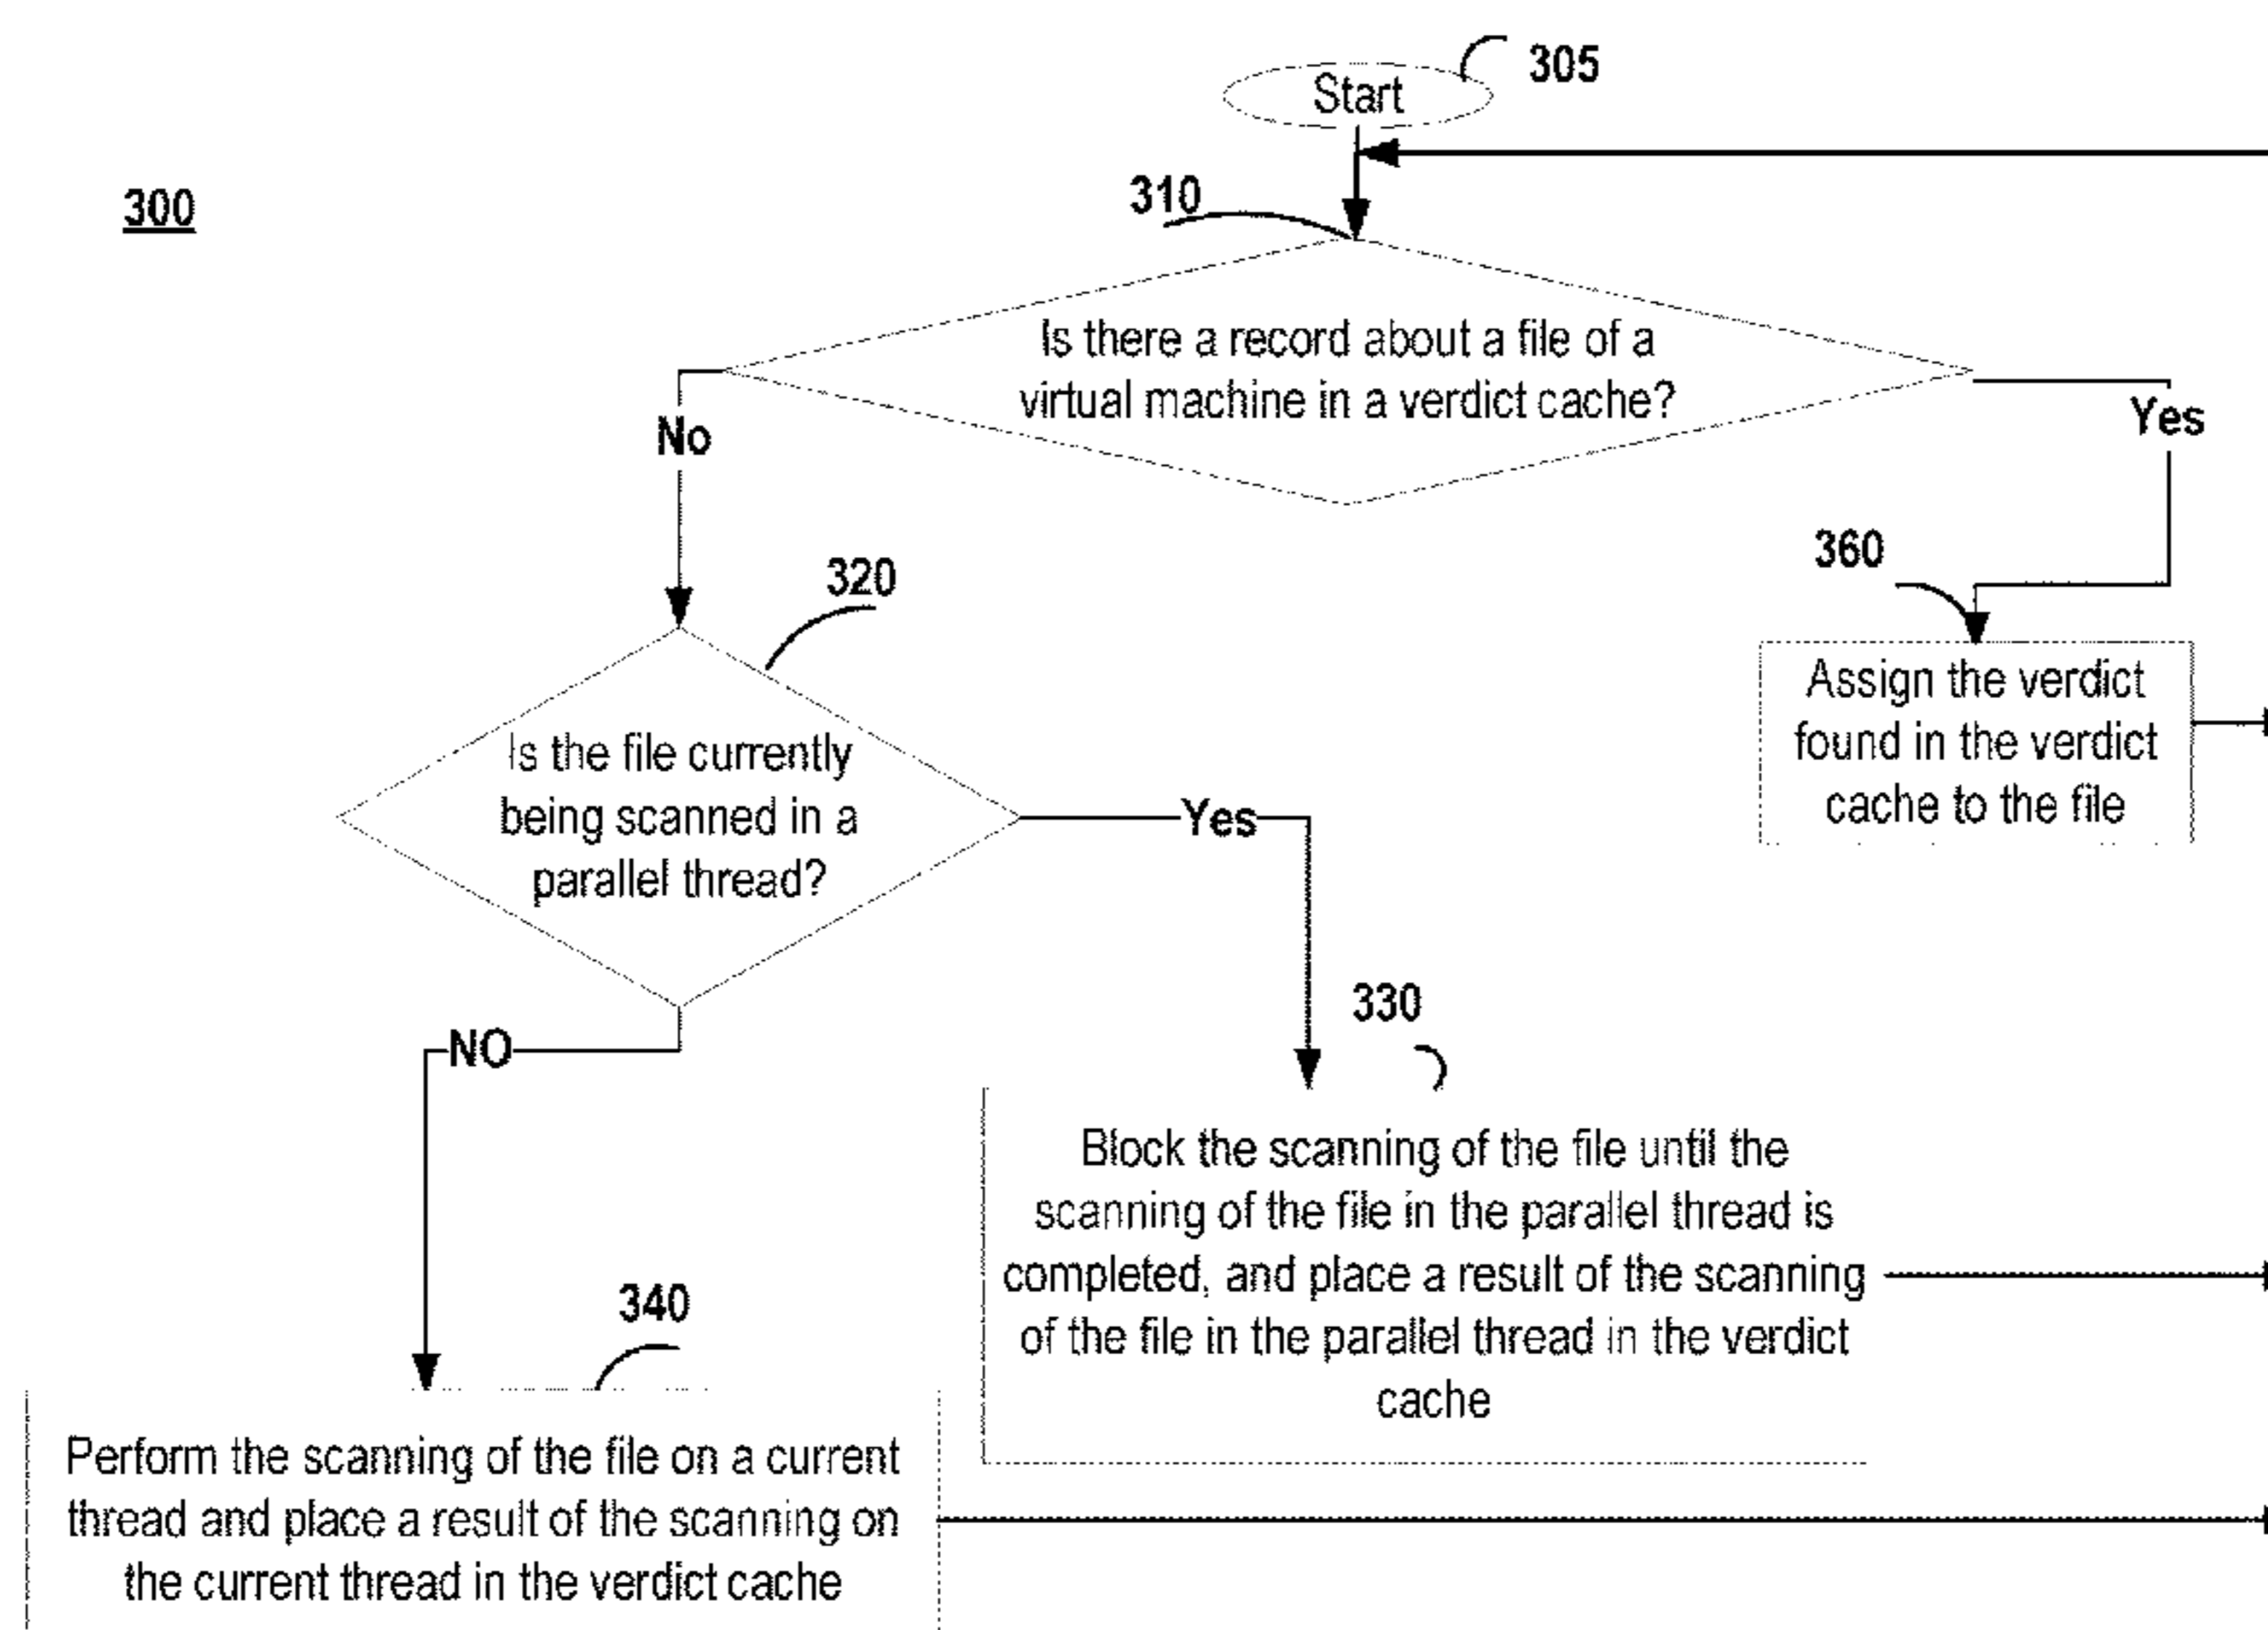 Start
305
300
310
Is there a record about a file of a
virtual machine in a verdict cache?
No
Yes
320
360
Assign the verdict
found in the verdict
cache to the file
Is the file currently
being scanned in a
parallel thread?
Yes
330
NO
Block the scanning of the file until the
scanning of the file in the parallel thread is
completed, and place a result of the scanning
of the file in the parallel thread in the verdict
cache
340
Perform the scanning of the file on a current
thread and place a result of the scanning on
the current thread in the verdict cache